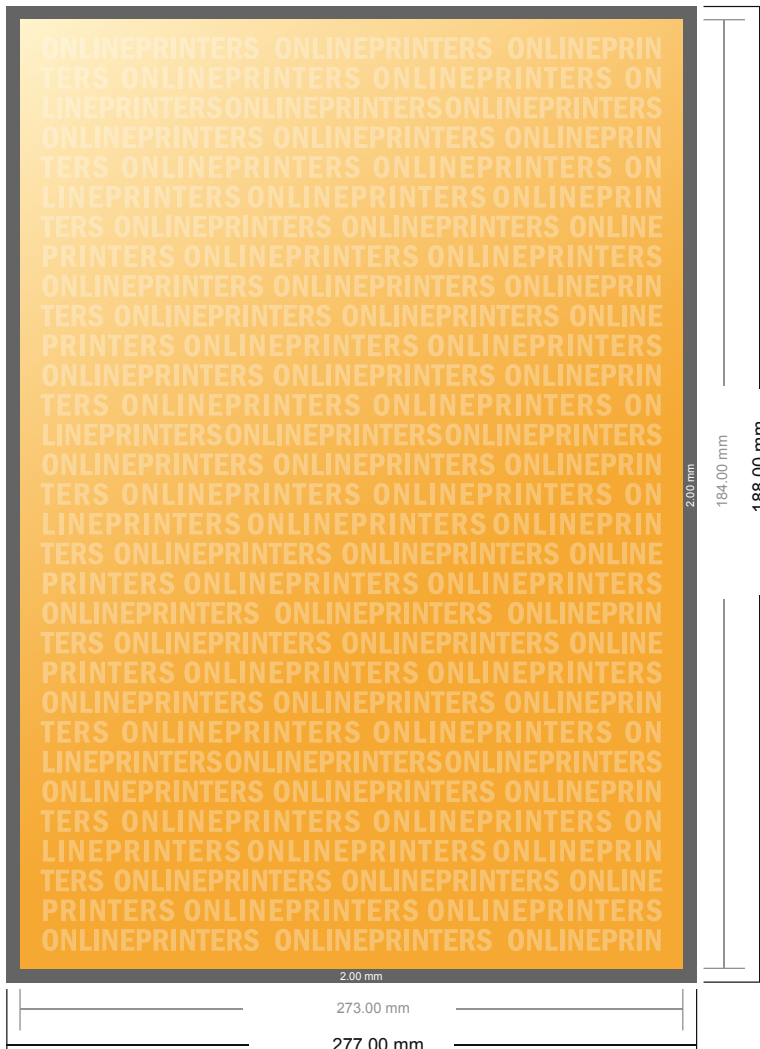 ONLINEPRINTERS ONLINEPRINTERS ONLINEPRIN
TERS ONLINEPRINTERS ONLINEPRINTERS ON
LINEPRINTERSONLINEPRINTERSONLINEPRINTERS
ONLINEPRINTERS ONLINEPRINTERS ONLINEPRIN
TERS ONLINEPRINTERS ONLINEPRINTERS ON
LINEPRINTERS ONLINEPRINTERS ONLINEPRIN
TERS ONLINEPRINTERS ONLINEPRINTERS ONLINE
PRINTERS ONLINEPRINTERS ONLINEPRINTERS
ONLINEPRINTERS ONLINEPRINTERS ONLINEPRIN
TERS ONLINEPRINTERS ONLINEPRINTERS ONLINE
PRINTERS ONLINEPRINTERS ONLINEPRINTERS
ONLINEPRINTERS ONLINEPRINTERS ONLINEPRIN
TERS ONLINEPRINTERS ONLINEPRINTERS ON
LINEPRINTERSONLINEPRINTERSONLINEPRINTERS
ONLINEPRINTERS ONLINEPRINTERS ONLINEPRIN
TERS ONLINEPRINTERS ONLINEPRINTERS ON
LINEPRINTERS ONLINEPRINTERS ONLINEPRIN
TERS ONLINEPRINTERS ONLINEPRINTERS ONLINE
PRINTERS ONLINEPRINTERS ONLINEPRINTERS
ONLINEPRINTERS ONLINEPRINTERS ONLINEPRIN
TERS ONLINEPRINTERS ONLINEPRINTERS ONLINE
PRINTERS ONLINEPRINTERS ONLINEPRINTERS
ONLINEPRINTERS ONLINEPRINTERS ONLINEPRIN
TERS ONLINEPRINTERS ONLINEPRINTERS ON
LINEPRINTERSONLINEPRINTERSONLINEPRINTERS
ONLINEPRINTERS ONLINEPRINTERS ONLINEPRIN
TERS ONLINEPRINTERS ONLINEPRINTERS ON
LINEPRINTERS ONLINEPRINTERS ONLINEPRIN
TERS ONLINEPRINTERS ONLINEPRINTERS ONLINE
PRINTERS ONLINEPRINTERS ONLINEPRINTERS
ONLINEPRINTERS ONLINEPRINTERS ONLINEPRIN
2.00 mm
184.00 mm
188.00 mm
2.00 mm
273.00 mm
277.00 mm